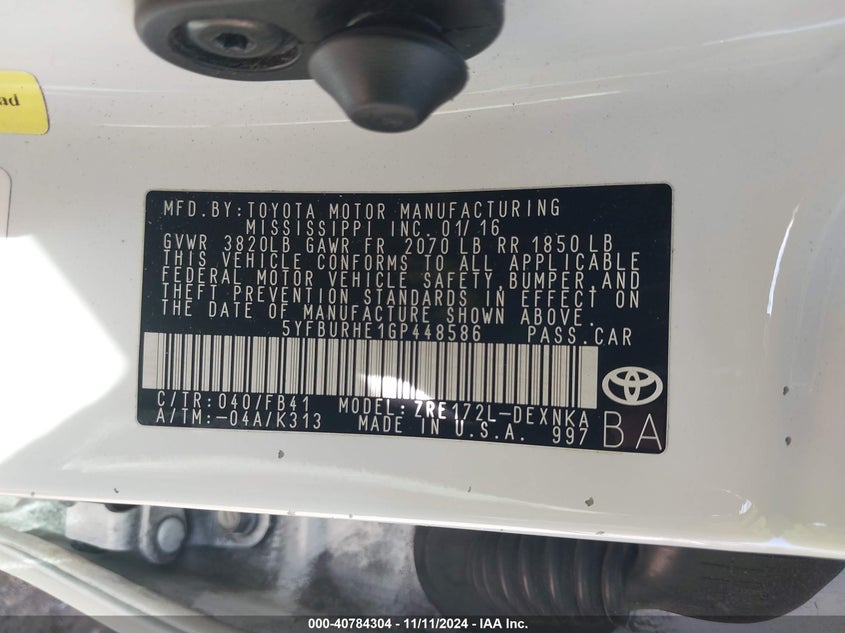 ad
MFD.BY:TOYOTA MOTOR MANUFACTURING
MISSISSIPPI INC.01/16
GVWR 3820LB GAWR FR 2070 LB RR 1850 LB
THIS VEHICLE CONFORMS TO ALL APPLICABLE
FEDERAL MOTOR VEHICLE SAFETY,BUMPER,AND
THEFT PREVENTION STANDARDS IN EFFECT ON
THE DATE OF MANUFACTURE SHOWN ABOVE.
5YFBURHE1GP448586 PASS.CAR
C/TR:040/FB41 MODEL:ZRE172L-DEXNKA
A/TM:-04A/K313 MADE IN U.S.A. 997
BA
000-40784304 - 11/11/2024 - IAA Inc.